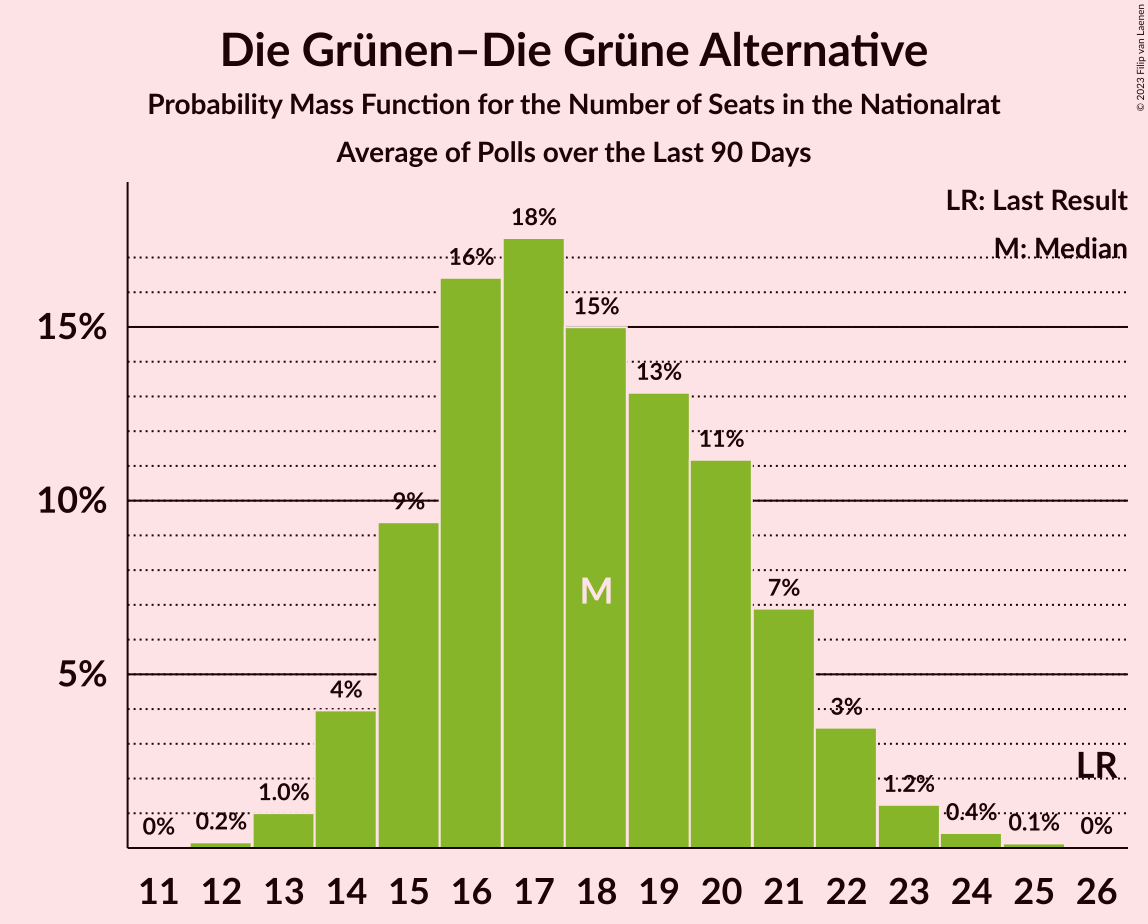 Die Grünen–Die Grüne Alternative
Probability Mass Function for the Number of Seats in the Nationalrat
Average of Polls over the Last 90 Days
© 2023 Filip van Laenen
LR: Last Result
M: Median
15%
10%
5%
0%
0.2%
1.0%
4%
9%
16%
18%
15%
13%
11%
7%
3%
1.2%
0.4%
0.1%
0%
M
LR
11 12 13 14 15 16 17 18 19 20 21 22 23 24 25 26